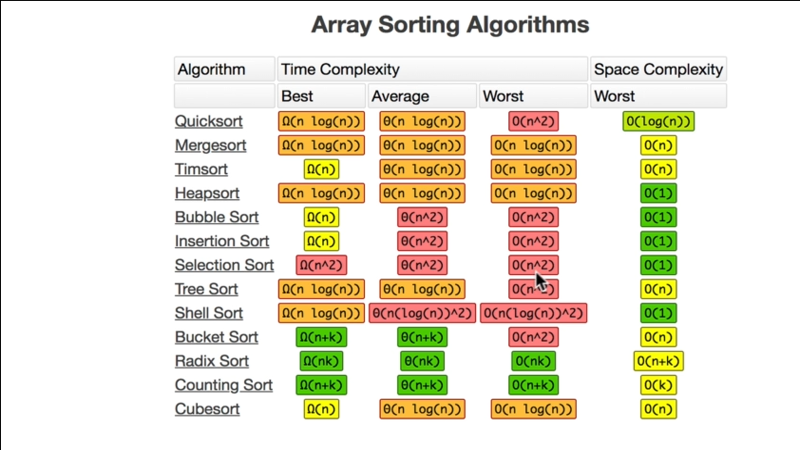 Array Sorting Algorithms
Algorithm Time Complexity Space Complexity
Best Average Worst Worst
Quicksort Ω(n log(n)) θ(n log(n)) O(n^2) O(log(n))
Mergesort Ω(n log(n)) θ(n log(n)) O(n log(n)) O(n)
Timsort Ω(n) θ(n log(n)) O(n log(n)) O(n)
Heapsort Ω(n log(n)) θ(n log(n)) O(n log(n)) O(1)
Bubble Sort Ω(n) θ(n^2) O(n^2) O(1)
Insertion Sort Ω(n) θ(n^2) O(n^2) O(1)
Selection Sort Ω(n^2) θ(n^2) O(n^2) O(1)
Tree Sort Ω(n log(n)) θ(n log(n)) O(n^2) O(n)
Shell Sort Ω(n log(n)) θ(n(log(n))^2) O(n(log(n))^2) O(1)
Bucket Sort Ω(n+k) θ(n+k) O(n^2) O(n)
Radix Sort Ω(nk) θ(nk) O(nk) O(n+k)
Counting Sort Ω(n+k) θ(n+k) O(n+k) O(k)
Cubesort Ω(n) θ(n log(n)) O(n log(n)) O(n)